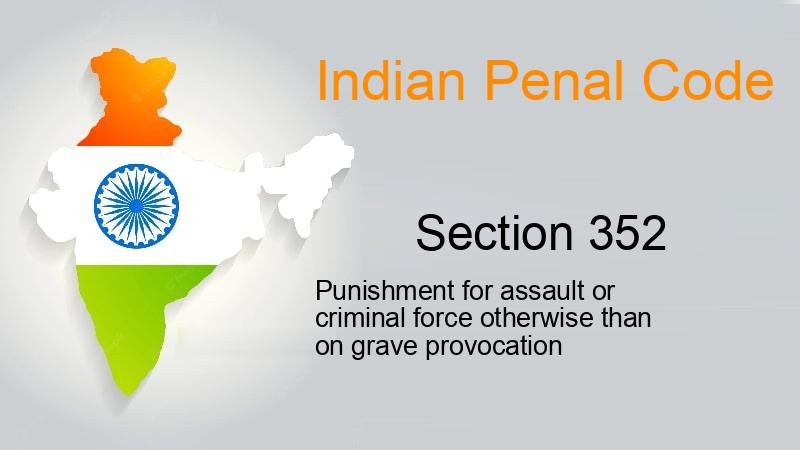 Indian Penal Code
Section 352
Punishment for assault or
criminal force otherwise than
on grave provocation